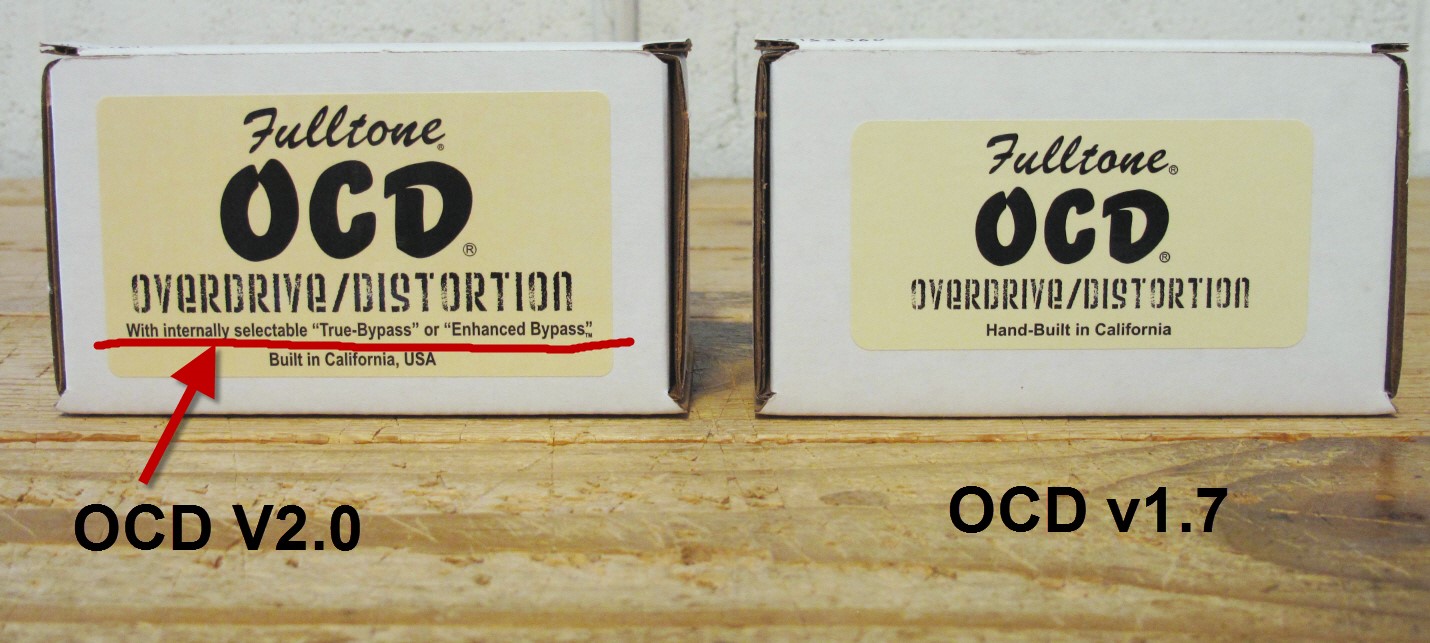 Fulltone®
OCD®
OVERDRIVE/DISTORTION
With internally selectable “True-Bypass” or “Enhanced Bypass”™
Built in California, USA
OCD V2.0
Fulltone®
OCD®
OVERDRIVE/DISTORTION
Hand-Built in California
OCD v1.7